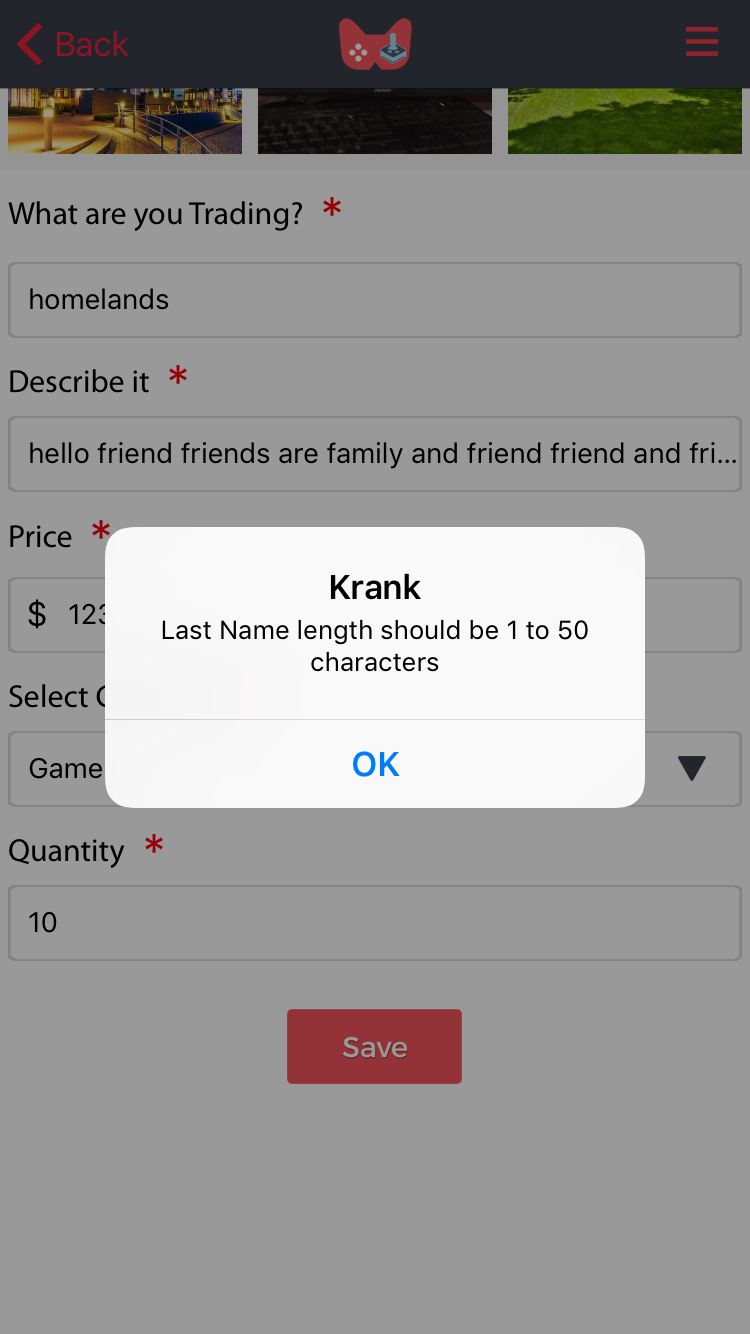 Back
What are you Trading? *
homelands
Describe it *
hello friend friends are family and friend friend and fri...
Price *
$ 123
Select
Game
Krank
Last Name length should be 1 to 50
characters
OK
Quantity *
10
Save